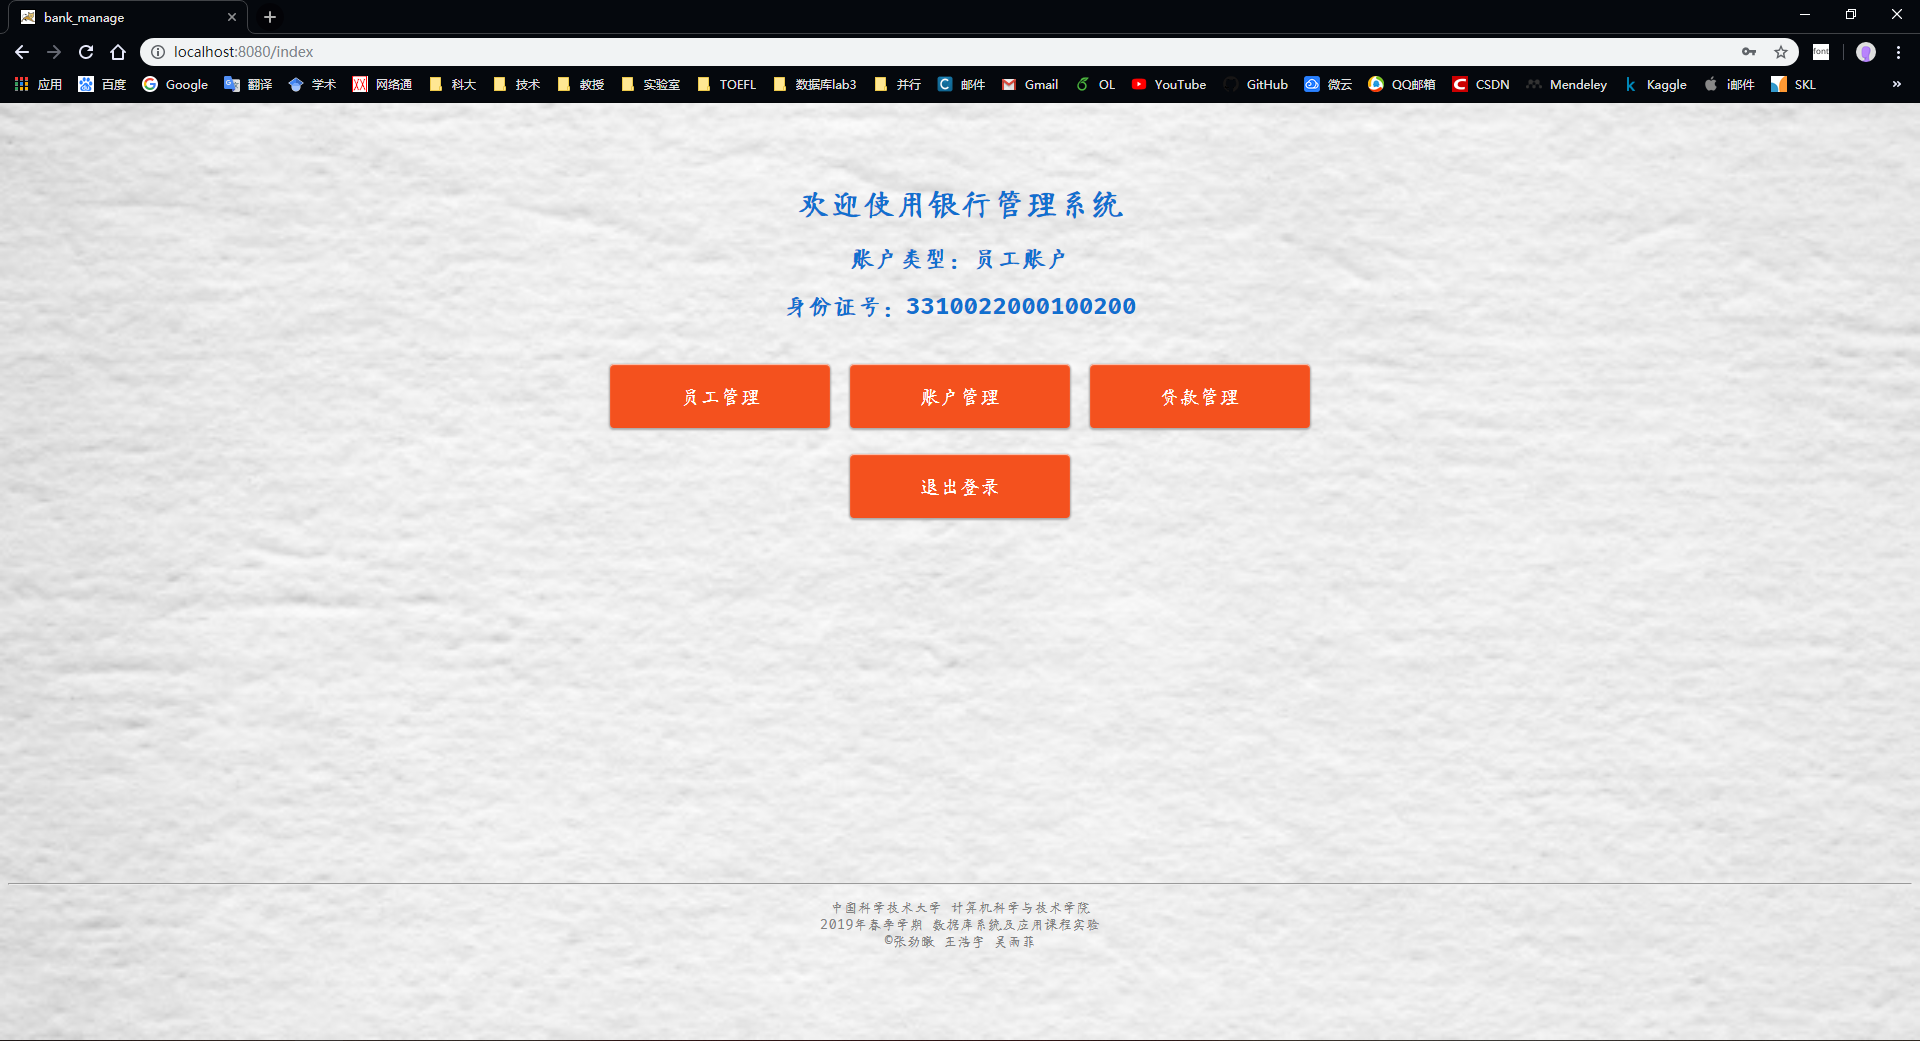 bank_manage
localhost:8080/index
font
应用 百度 Google 翻译 学术 网络通 科大 技术 教授 实验室 TOEFL 数据库lab3 并行 邮件 Gmail OL YouTube GitHub 微云 QQ邮箱 CSDN Mendeley Kaggle i邮件 SKL »
欢迎使用银行管理系统
账户类型：员工账户
身份证号：3310022000100200
员工管理 账户管理 贷款管理
退出登录
中国科学技术大学 计算机科学与技术学院
2019年春季学期 数据库系统及应用课程实验
©张劲暾 王浩宇 吴雨菲